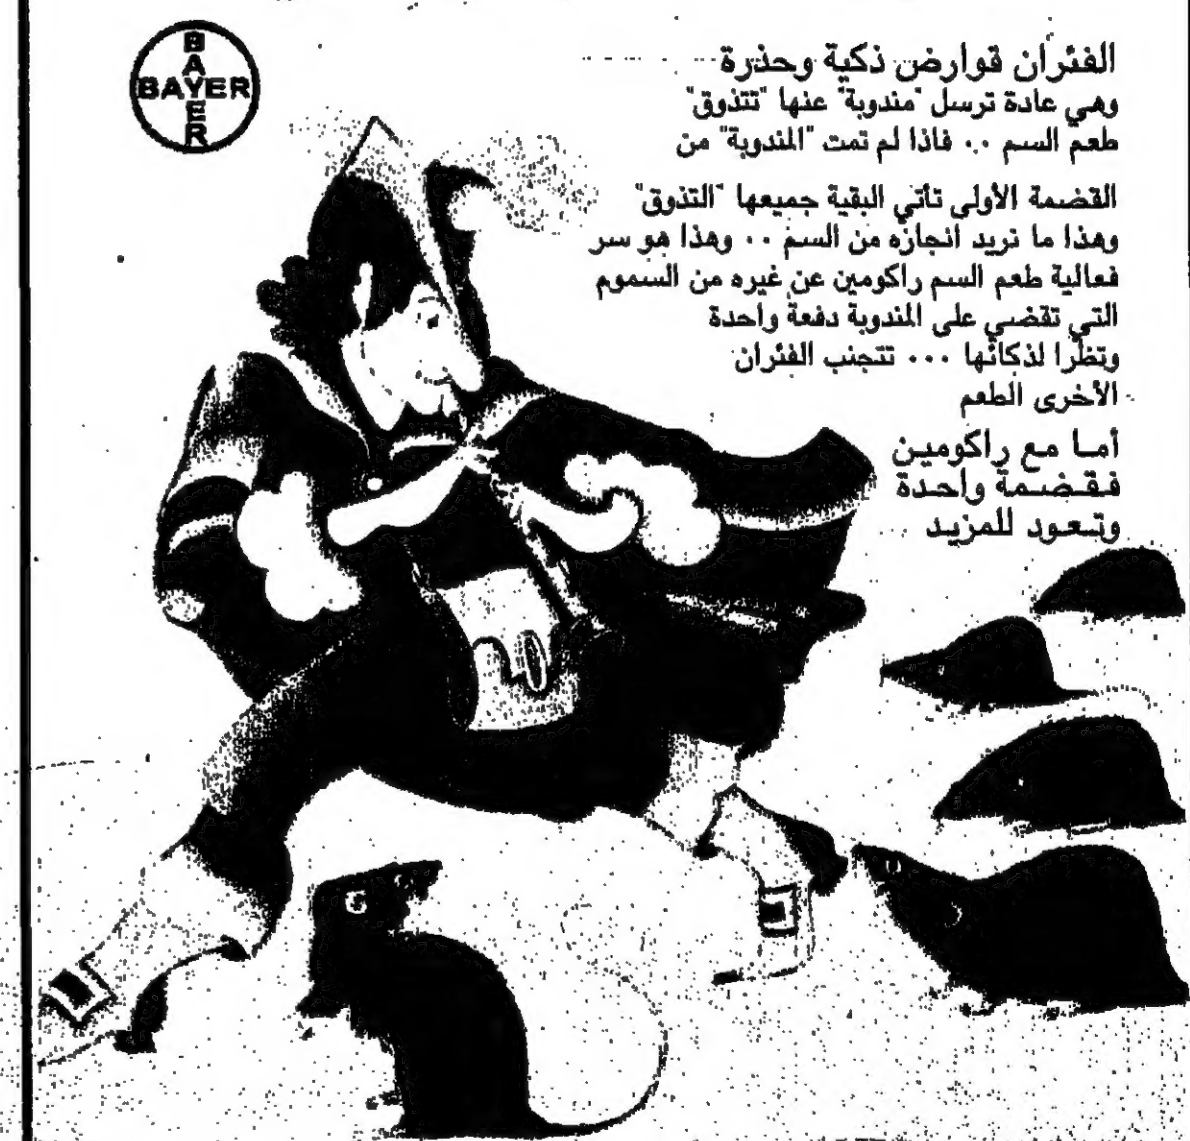 BAYER
BAYER
الفئران قوارض ذكية وحذرة
وهي عادة ترسل "مندوبة" عنها "تتذوق"
طعم السم .. فاذا لم تمت "المندوبة" من
القضمة الأولى تأتي البقية جميعها "التذوق"
وهذا ما نريد انجازه من السم .. وهذا هو سر
فعالية طعم السم راكومين عن غيره من السموم
التي تقضي على المندوبة دفعة واحدة
ونظرا لذكائها ... تتجنب الفئران
الأخرى الطعم
أما مع راكومين
فقضمة واحدة
وتعود للمزيد